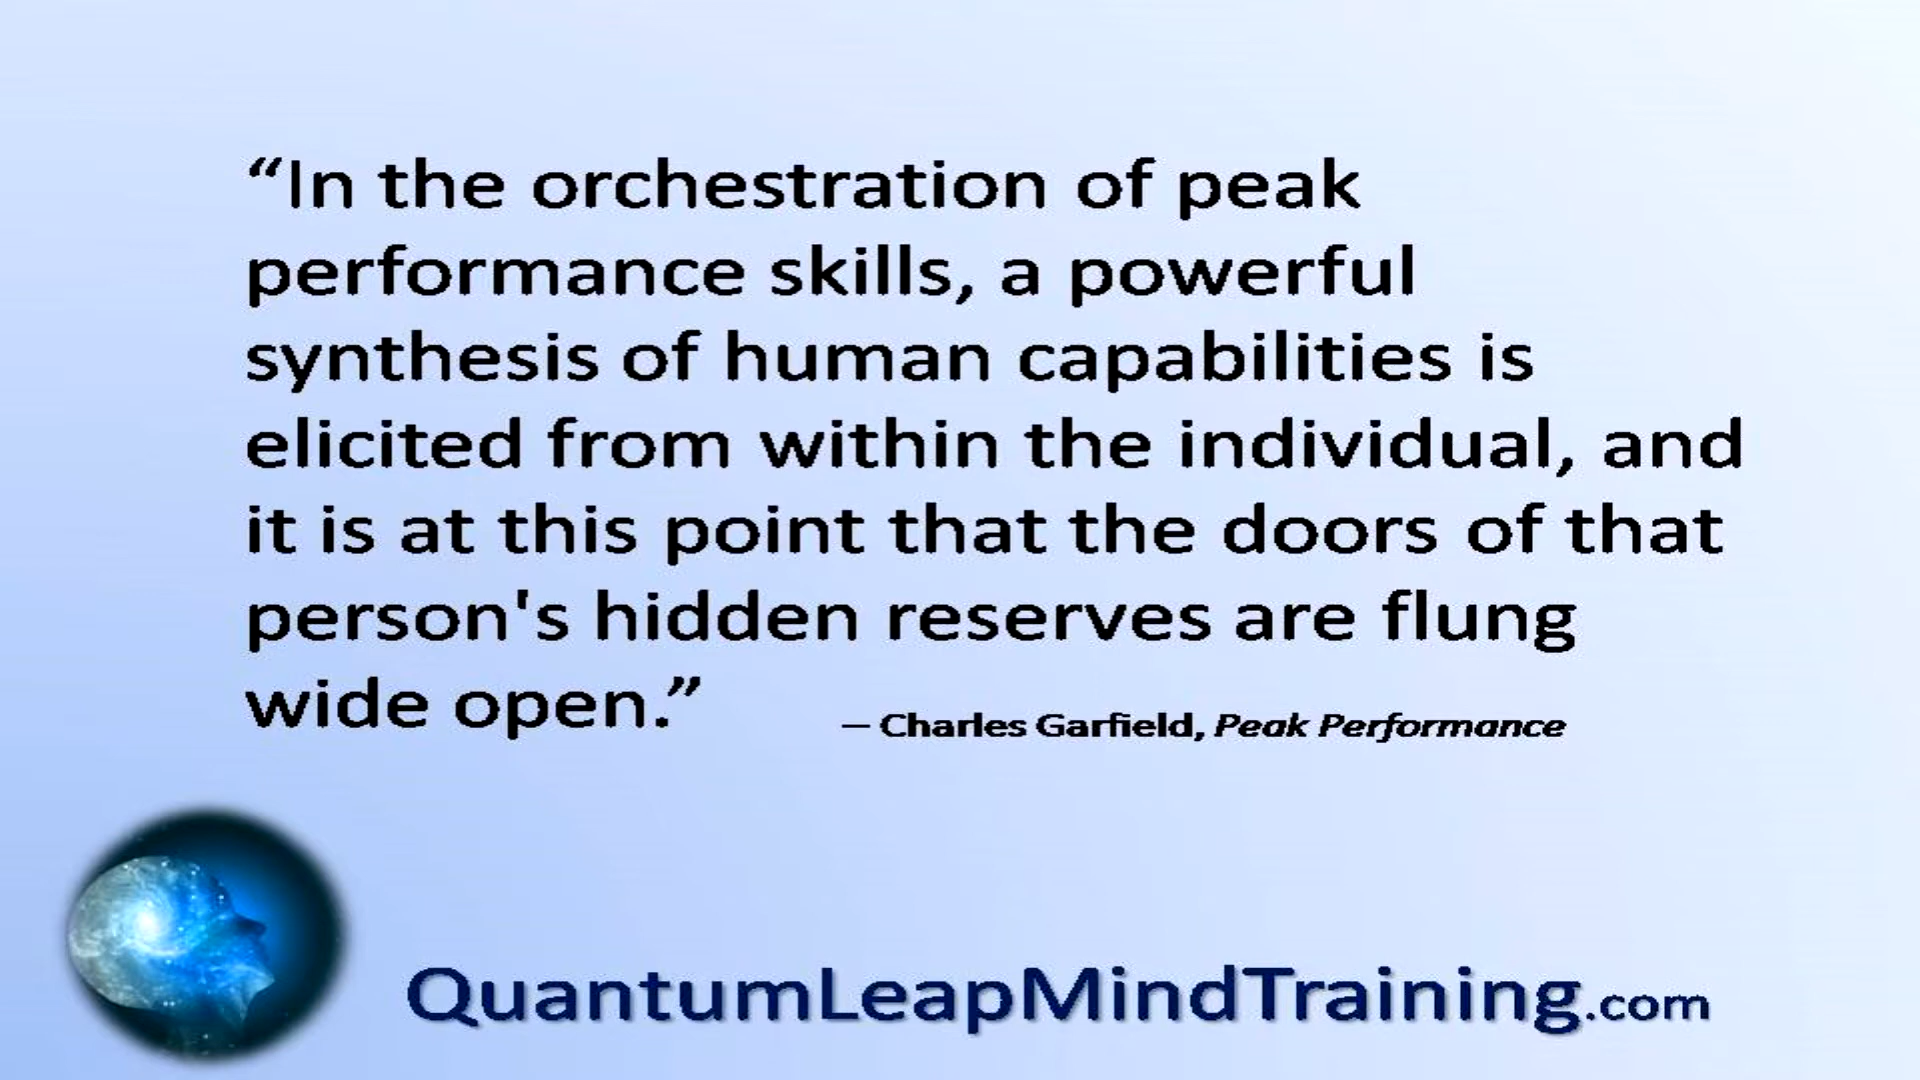 “In the orchestration of peak
performance skills, a powerful
synthesis of human capabilities is
elicited from within the individual, and
it is at this point that the doors of that
person's hidden reserves are flung
wide open.” – Charles Garfield, Peak Performance
QuantumLeapMindTraining.com